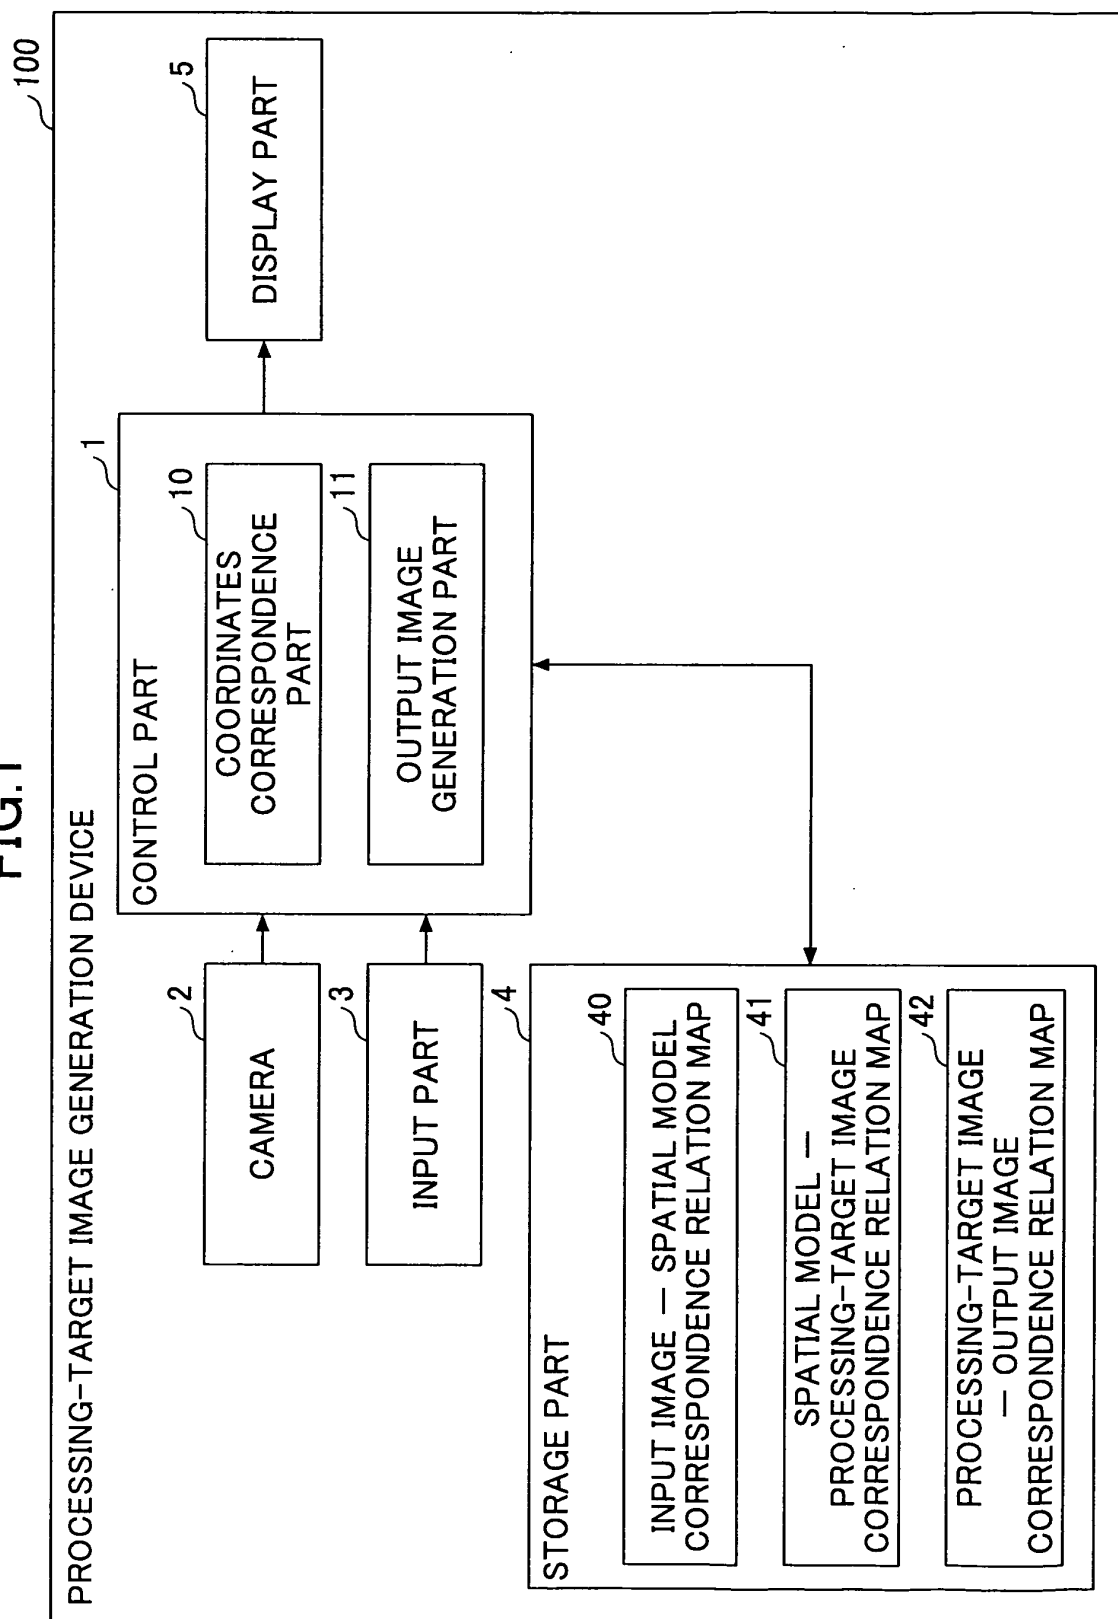 FIG.1
100
PROCESSING-TARGET IMAGE GENERATION DEVICE
2
CAMERA
3
INPUT PART
1
CONTROL PART
10
COORDINATES
CORRESPONDENCE
PART
11
OUTPUT IMAGE
GENERATION PART
5
DISPLAY PART
4
STORAGE PART
40
INPUT IMAGE — SPATIAL MODEL
CORRESPONDENCE RELATION MAP
41
SPATIAL MODEL —
PROCESSING-TARGET IMAGE
CORRESPONDENCE RELATION MAP
42
PROCESSING-TARGET IMAGE
— OUTPUT IMAGE
CORRESPONDENCE RELATION MAP